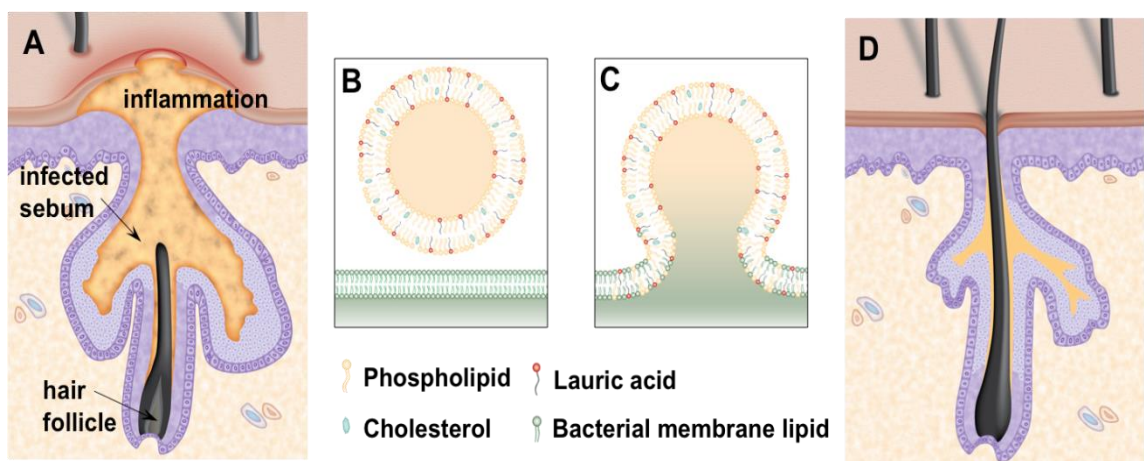 A
inflammation
infected
sebum
hair
follicle
B
C
Phospholipid
Lauric acid
Cholesterol
Bacterial membrane lipid
D